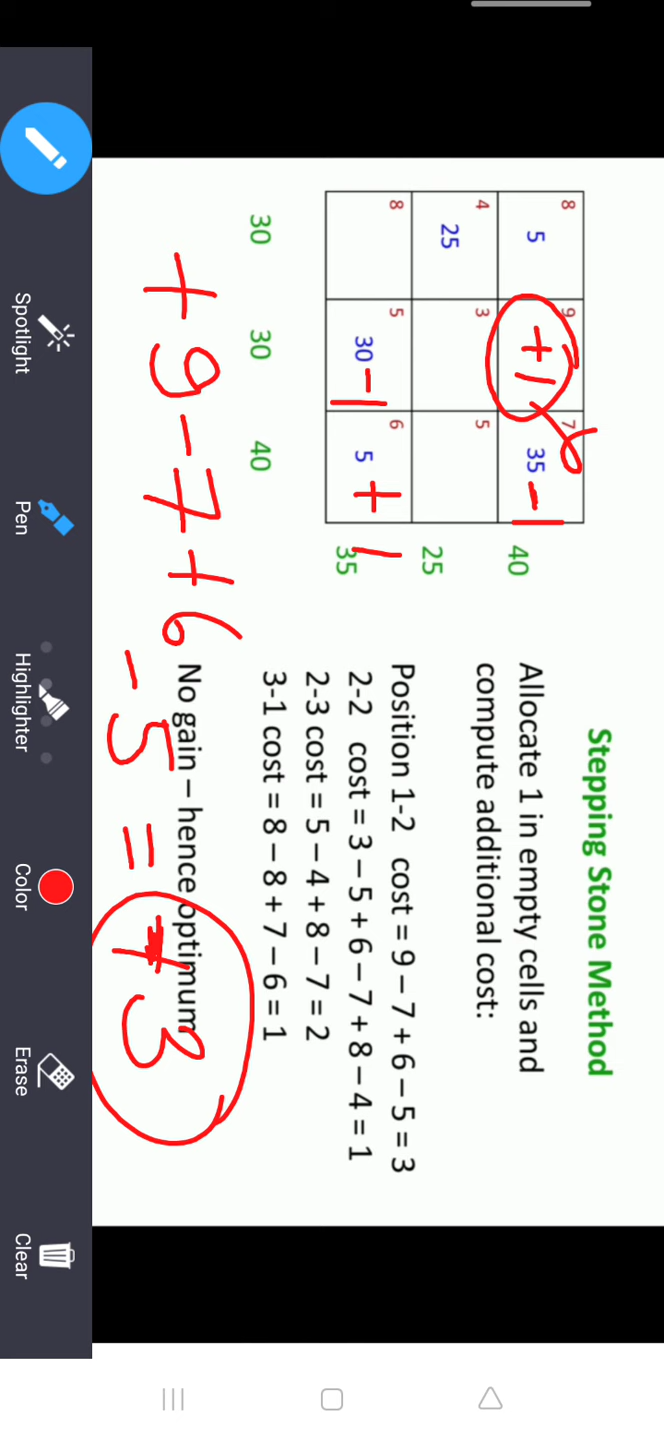 Stepping Stone Method
8 9 7
5 +1 35 -1 40
4 3 5
25 25
8 5 6
30 -1 5 +1 35
30 30 40
Allocate 1 in empty cells and
compute additional cost:
Position 1-2 cost = 9 – 7 + 6 – 5 = 3
2-2 cost = 3 – 5 + 6 – 7 + 8 – 4 = 1
2-3 cost = 5 – 4 + 8 – 7 = 2
3-1 cost = 8 – 8 + 7 – 6 = 1
No gain – hence optimum
+ 9 - 7 + 6
- 5 = + 3
Spotlight
Pen
Highlighter
Color
Erase
Clear